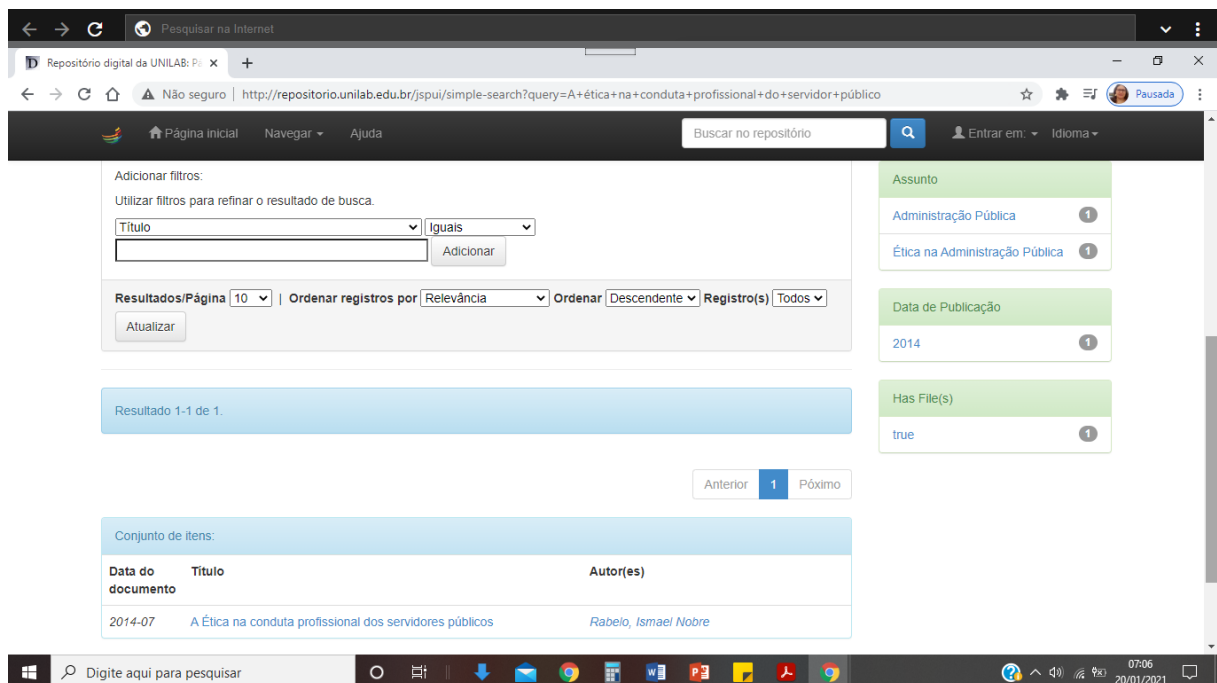 Pesquisar na Internet
Repositório digital da UNILAB: Pá
Não seguro | http://repositorio.unilab.edu.br/jspui/simple-search?query=A+ética+na+conduta+profissional+do+servidor+público
Pausada
Página inicial Navegar Ajuda Buscar no repositório Entrar em: Idioma
Adicionar filtros:
Utilizar filtros para refinar o resultado de busca.
Título Iguais
Adicionar
Resultados/Página 10 | Ordenar registros por Relevância Ordenar Descendente Registro(s) Todos
Atualizar
Resultado 1-1 de 1.
Anterior 1 Póximo
Conjunto de itens:
Data do documento Título Autor(es)
2014-07 A Ética na conduta profissional dos servidores públicos Rabelo, Ismael Nobre
Assunto
Administração Pública 1
Ética na Administração Pública 1
Data de Publicação
2014 1
Has File(s)
true 1
Digite aqui para pesquisar
07:06
20/01/2021